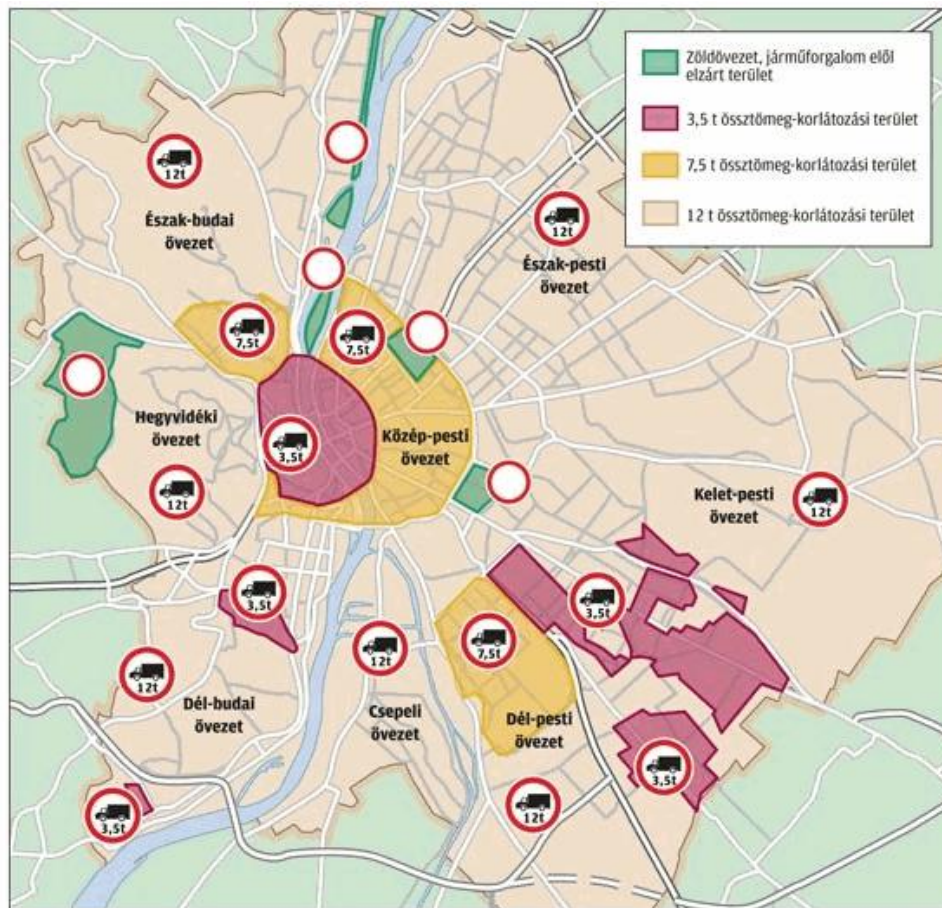 Zöldövezet, járműforgalom elől
elzárt terület
3,5 t össztömeg-korlátozási terület
7,5 t össztömeg-korlátozási terület
12 t össztömeg-korlátozási terület
12t
Észak-budai
övezet
12t
Észak-pesti
övezet
7,5t
7,5t
Hegyvidéki
övezet
3,5t
Közép-pesti
övezet
12t
Kelet-pesti
övezet
12t
3,5t
3,5t
12t
7,5t
12t
Dél-budai
övezet
Csepeli
övezet
Dél-pesti
övezet
3,5t
12t
3,5t